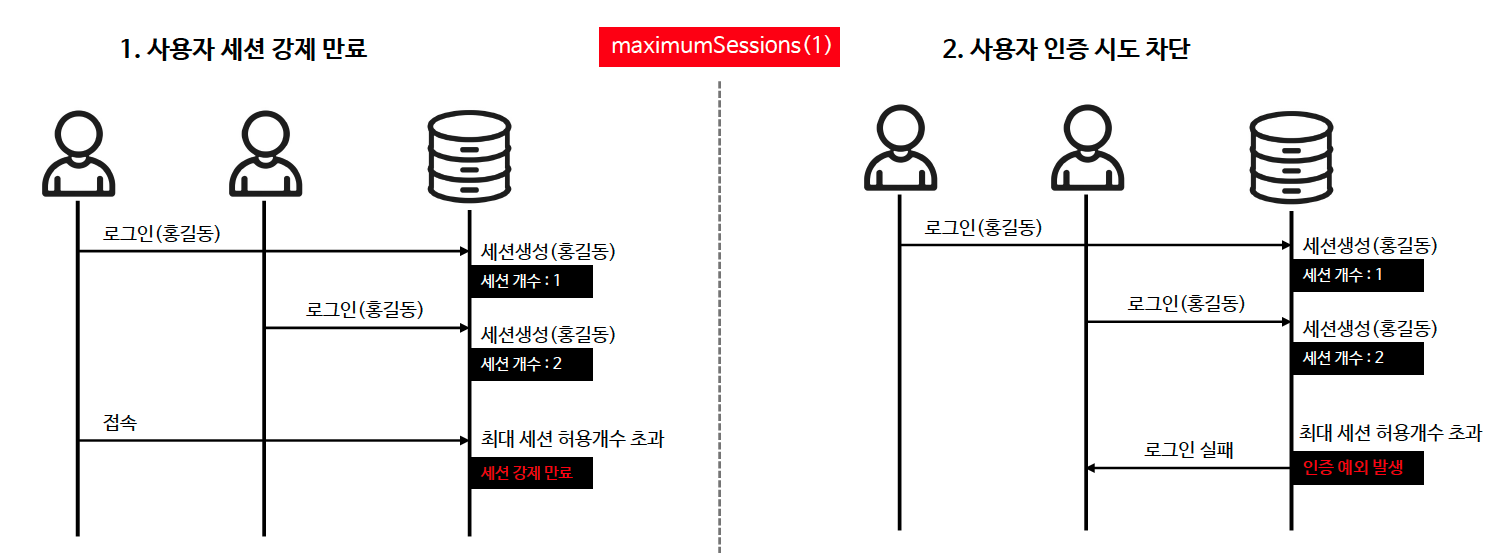 1. 사용자 세션 강제 만료
maximumSessions(1)
2. 사용자 인증 시도 차단
로그인(홍길동)
세션생성(홍길동)
세션 개수 : 1
로그인(홍길동)
세션생성(홍길동)
세션 개수 : 2
접속
최대 세션 허용개수 초과
세션 강제 만료
로그인(홍길동)
세션생성(홍길동)
세션 개수 : 1
로그인(홍길동)
세션생성(홍길동)
세션 개수 : 2
최대 세션 허용개수 초과
로그인 실패
인증 예외 발생